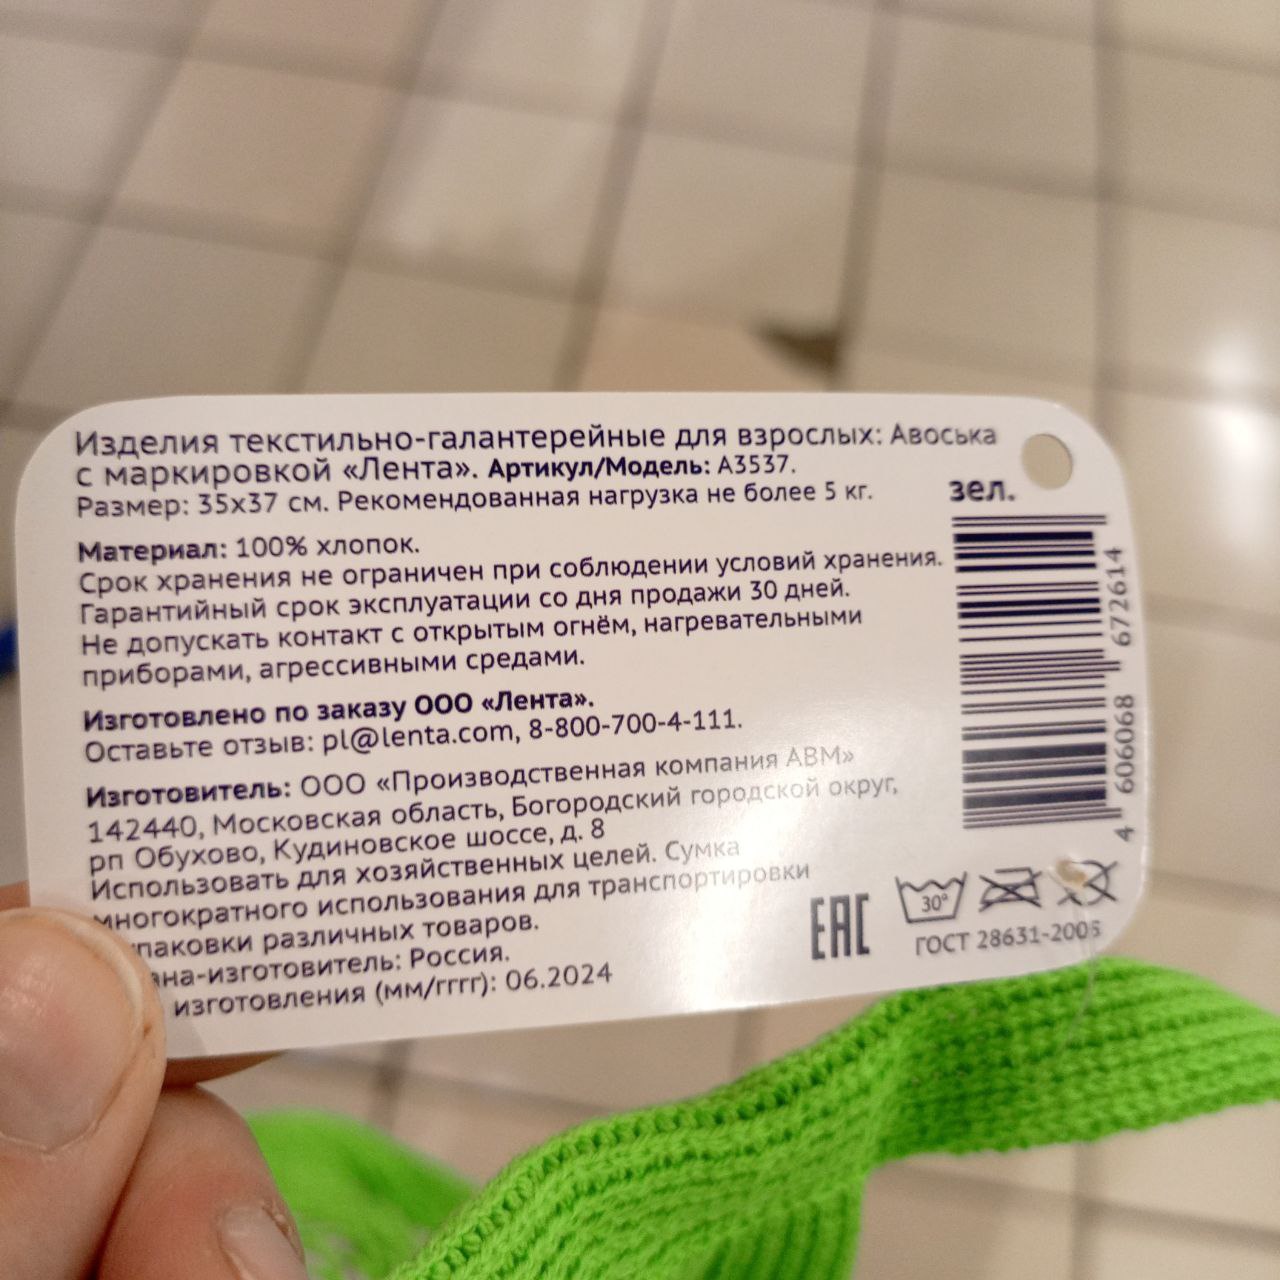 Изделия текстильно-галантерейные для взрослых: Авоська
с маркировкой «Лента». Артикул/Модель: А3537.
Размер: 35х37 см. Рекомендованная нагрузка не более 5 кг.
зел.
Материал: 100% хлопок.
Срок хранения не ограничен при соблюдении условий хранения.
Гарантийный срок эксплуатации со дня продажи 30 дней.
Не допускать контакт с открытым огнём, нагревательными
приборами, агрессивными средами.
Изготовлено по заказу ООО «Лента».
Оставьте отзыв: pl@lenta.com, 8-800-700-4-111.
Изготовитель: ООО «Производственная компания АВМ»
142440, Московская область, Богородский городской округ,
рп Обухово, Кудиновское шоссе, д. 8
Использовать для хозяйственных целей. Сумка
многократного использования для транспортировки
паковки различных товаров.
ана-изготовитель: Россия.
изготовления (мм/гггг): 06.2024
4 606068 672614
EAC
30°
ГОСТ 28631-2005